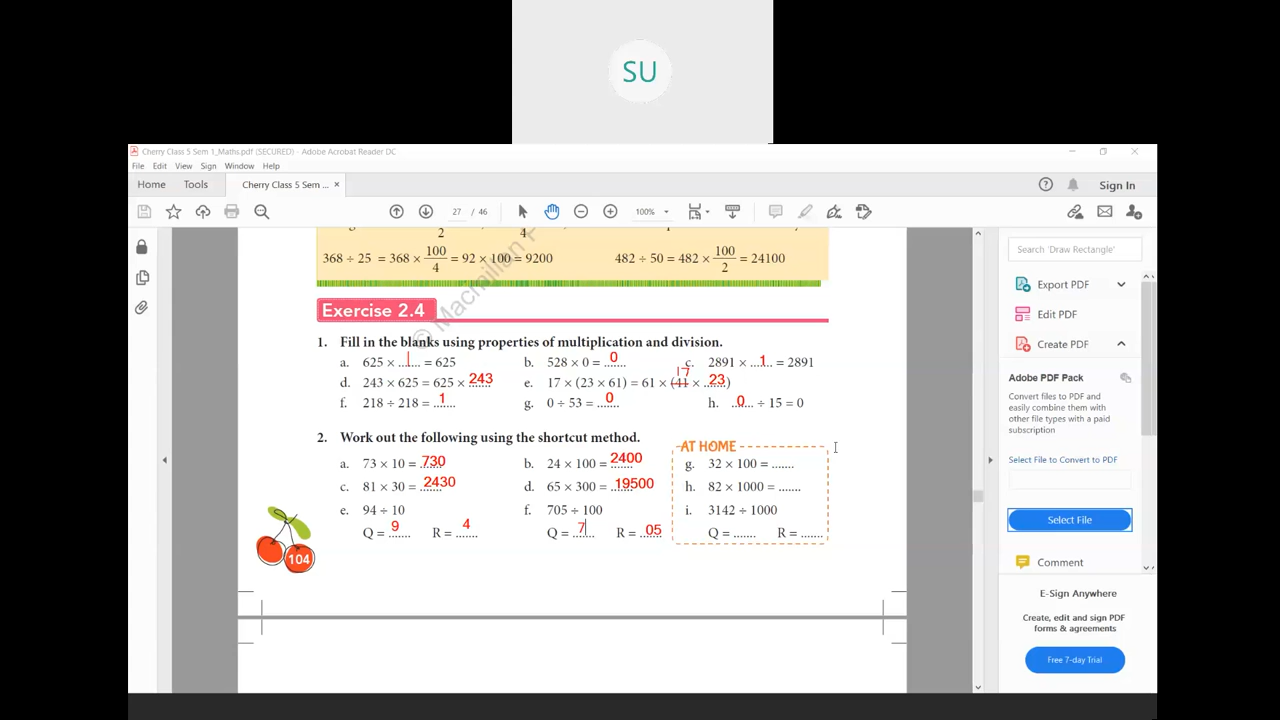 SU
Cherry Class 5 Sem 1_Maths.pdf (SECURED) - Adobe Acrobat Reader DC
File Edit View Sign Window Help
Home Tools Cherry Class 5 Sem ... × Sign In
27 / 46 100%
2 4
368 ÷ 25 = 368 × 100/4 = 92 × 100 = 9200 482 ÷ 50 = 482 × 100/2 = 24100
© Macmillan
Exercise 2.4
1. Fill in the blanks using properties of multiplication and division.
a. 625 × ..1.. = 625 b. 528 × 0 = ..0.. c. 2891 × ..1.. = 2891
d. 243 × 625 = 625 × 243 e. 17 × (23 × 61) = 61 × (41 17 × 23)
f. 218 ÷ 218 = 1 g. 0 ÷ 53 = 0 h. 0 ÷ 15 = 0
2. Work out the following using the shortcut method.
AT HOME
a. 73 × 10 = 730 b. 24 × 100 = 2400 g. 32 × 100 = .......
c. 81 × 30 = 2430 d. 65 × 300 = 19500 h. 82 × 1000 = .......
e. 94 ÷ 10 f. 705 ÷ 100 i. 3142 ÷ 1000
Q = 9 R = 4 Q = 7 R = 05 Q = ....... R = .......
104
Search 'Draw Rectangle'
Export PDF
Edit PDF
Create PDF
Adobe PDF Pack
Convert files to PDF and
easily combine them with
other file types with a paid
subscription
Select File to Convert to PDF
Select File
Comment
E-Sign Anywhere
Create, edit and sign PDF
forms & agreements
Free 7-day Trial